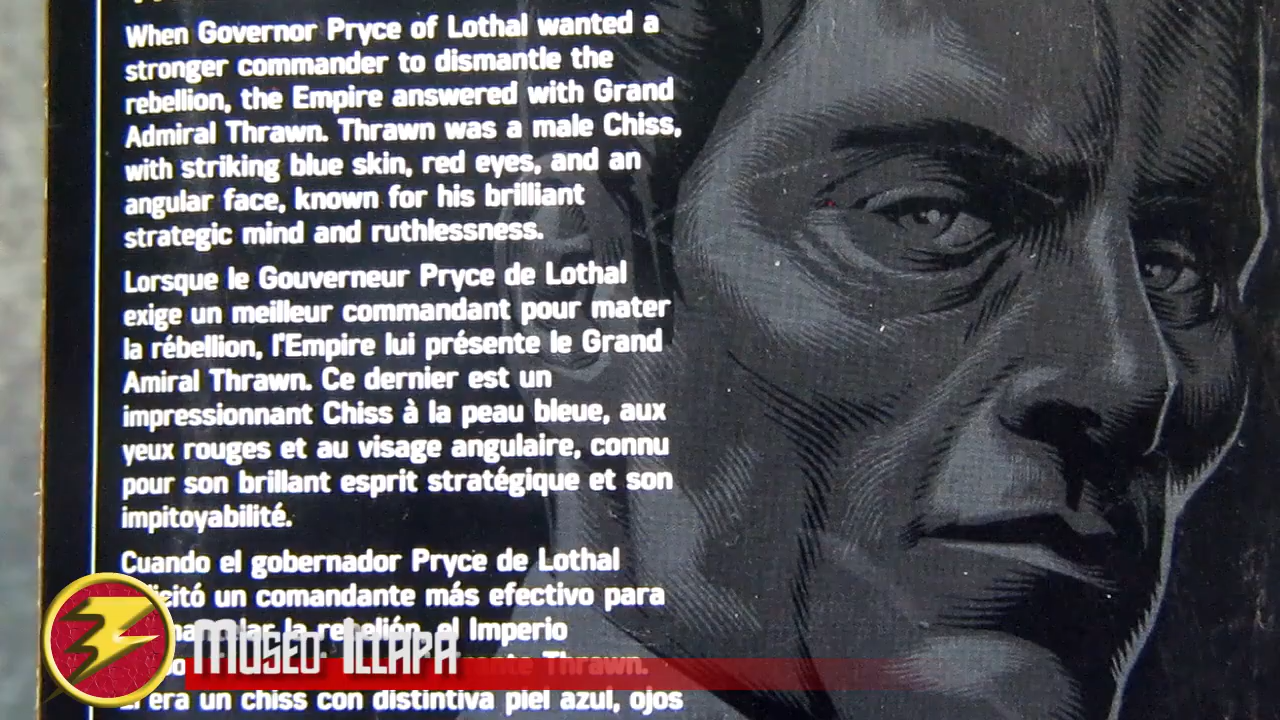 When Governor Pryce of Lothal wanted a
stronger commander to dismantle the
rebellion, the Empire answered with Grand
Admiral Thrawn. Thrawn was a male Chiss,
with striking blue skin, red eyes, and an
angular face, known for his brilliant
strategic mind and ruthlessness.
Lorsque le Gouverneur Pryce de Lothal
exige un meilleur commandant pour mater
la rébellion, l'Empire lui présente le Grand
Amiral Thrawn. Ce dernier est un
impressionnant Chiss à la peau bleue, aux
yeux rouges et au visage angulaire, connu
pour son brillant esprit stratégique et son
impitoyabilité.
Cuando el gobernador Pryce de Lothal
un comandante más efectivo para
la rebelión, el Imperio
Thrawn.
era un chiss con distintiva piel azul, ojos
Museo Illapa